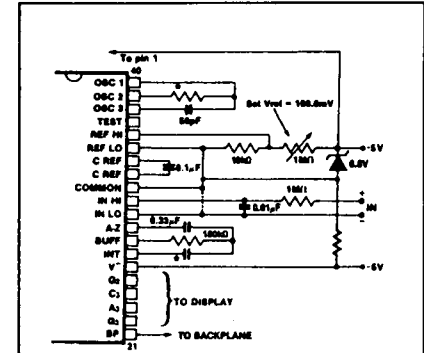 To pin 1
40
OSC 1
OSC 2
OSC 3
TEST
REF HI
REF LO
C REF
C REF
COMMON
IN HI
IN LO
A-Z
BUFF
INT
V-
G2
C3
A3
G3
BP
21
*
50pF
Set Vref = 100.0mV
10kΩ
1MΩ
-5V
6.8V
0.1µF
1MΩ
0.01µF
+
IN
-
0.33µF
180kΩ
*
-5V
TO DISPLAY
TO BACKPLANE